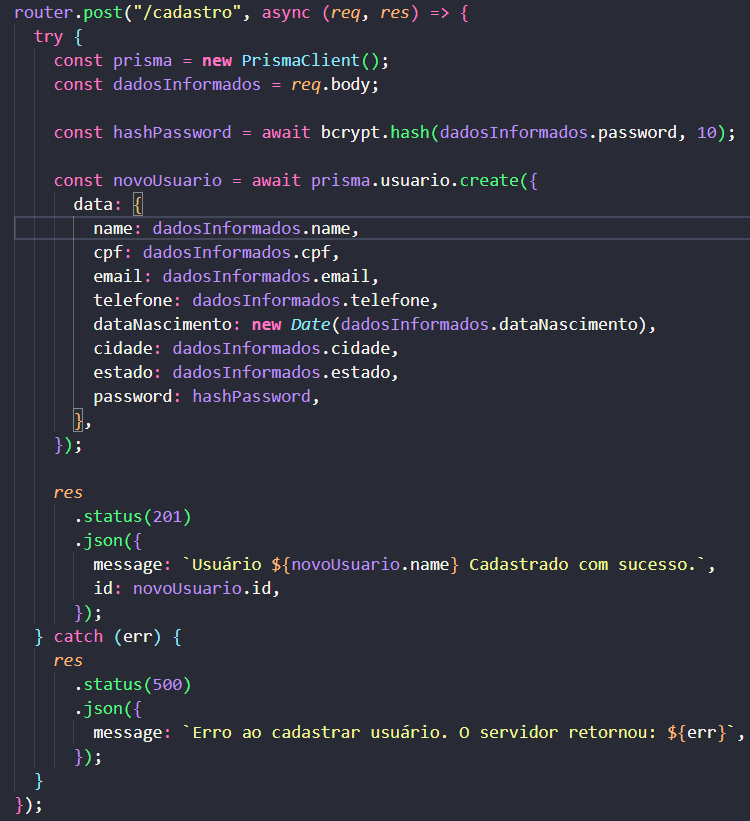 router.post("/cadastro", async (req, res) => {
  try {
    const prisma = new PrismaClient();
    const dadosInformados = req.body;

    const hashPassword = await bcrypt.hash(dadosInformados.password, 10);

    const novoUsuario = await prisma.usuario.create({
      data: {
        name: dadosInformados.name,
        cpf: dadosInformados.cpf,
        email: dadosInformados.email,
        telefone: dadosInformados.telefone,
        dataNascimento: new Date(dadosInformados.dataNascimento),
        cidade: dadosInformados.cidade,
        estado: dadosInformados.estado,
        password: hashPassword,
      },
    });

    res
      .status(201)
      .json({
        message: `Usuário ${novoUsuario.name} Cadastrado com sucesso.`,
        id: novoUsuario.id,
      });
  } catch (err) {
    res
      .status(500)
      .json({
        message: `Erro ao cadastrar usuário. O servidor retornou: ${err}`,
      });
  }
});